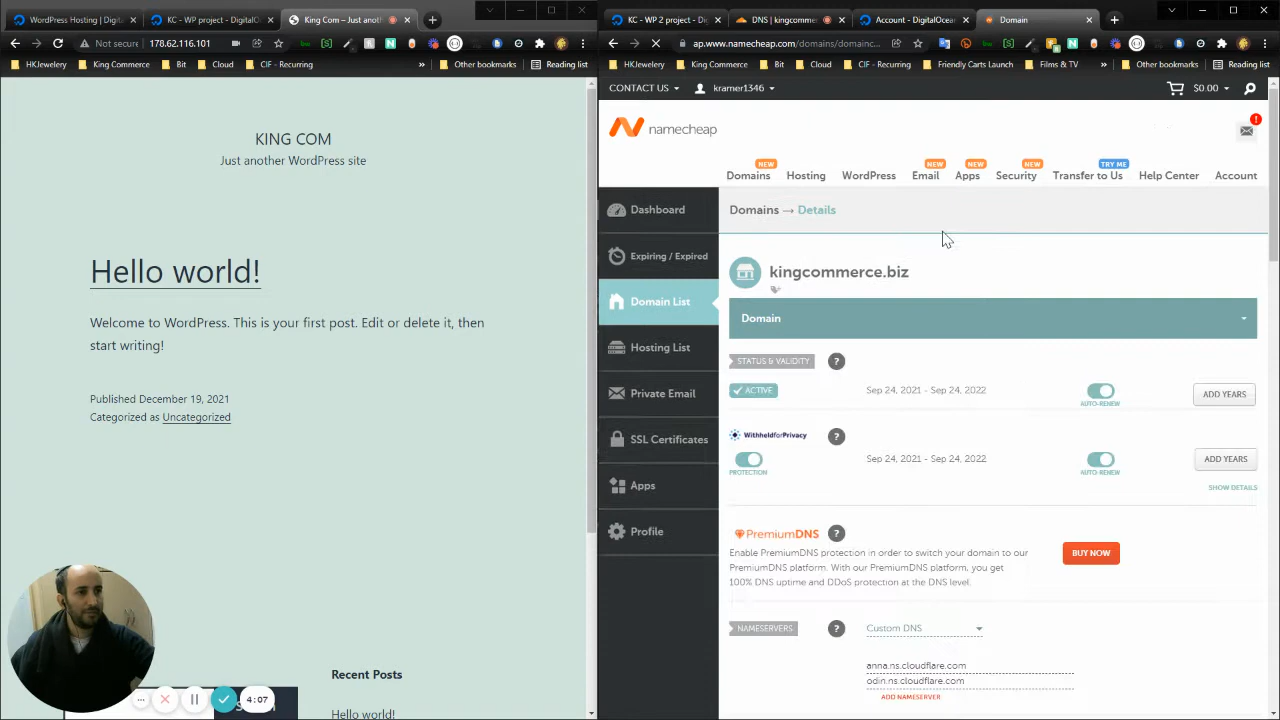 WordPress Hosting | Digital
KC - WP project - DigitalO
King Com – Just anoth
Not secure
178.62.116.101
HKJewelery
King Commerce
Bit
Cloud
CIF - Recurring
»
Other bookmarks
Reading list
KING COM
Just another WordPress site
Hello world!
Welcome to WordPress. This is your first post. Edit or delete it, then
start writing!
Published December 19, 2021
Categorized as Uncategorized
Recent Posts
Hello world!
4:07
KC - WP 2 project - Digit
DNS | kingcommer
Account - DigitalOcean
Domain
ap.www.namecheap.com/domains/domainc...
HKJewelery
King Commerce
Bit
Cloud
CIF - Recurring
Friendly Carts Launch
Films & TV
»
Other bookmarks
Reading list
CONTACT US
kramer1346
$0.00
namecheap
!
NEW
NEW
NEW
NEW
TRY ME
Domains
Hosting
WordPress
Email
Apps
Security
Transfer to Us
Help Center
Account
Dashboard
Expiring / Expired
Domain List
Hosting List
Private Email
SSL Certificates
Apps
Profile
Domains → Details
kingcommerce.biz
Domain
STATUS & VALIDITY
?
ACTIVE
Sep 24, 2021 - Sep 24, 2022
AUTO-RENEW
ADD YEARS
WithheldforPrivacy
?
PROTECTION
Sep 24, 2021 - Sep 24, 2022
AUTO-RENEW
ADD YEARS
SHOW DETAILS
PremiumDNS
?
Enable PremiumDNS protection in order to switch your domain to our
PremiumDNS platform. With our PremiumDNS platform, you get
100% DNS uptime and DDoS protection at the DNS level.
BUY NOW
NAMESERVERS
?
Custom DNS
anna.ns.cloudflare.com
odin.ns.cloudflare.com
ADD NAMESERVER